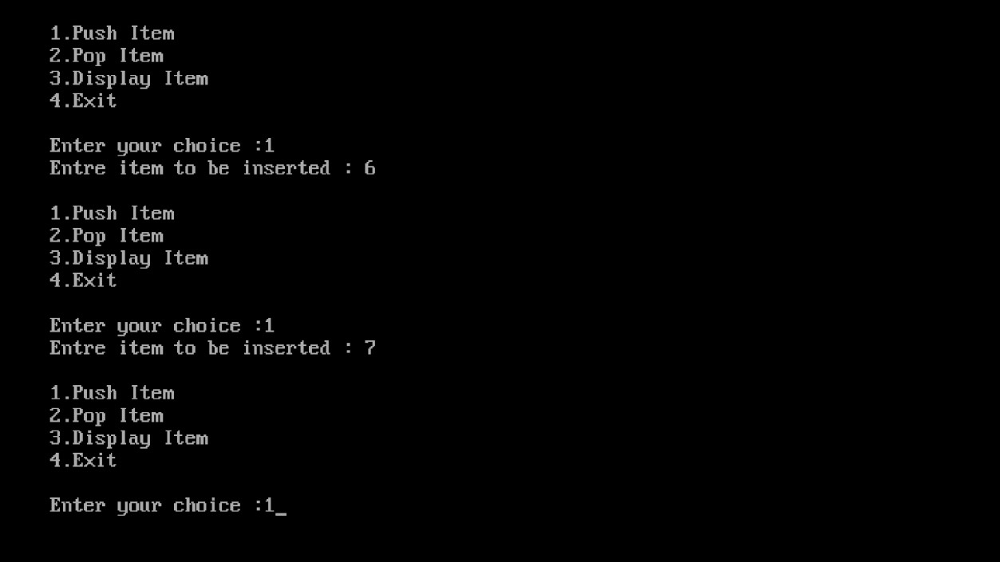 1.Push Item
2.Pop Item
3.Display Item
4.Exit
Enter your choice :1
Entre item to be inserted : 6
1.Push Item
2.Pop Item
3.Display Item
4.Exit
Enter your choice :1
Entre item to be inserted : 7
1.Push Item
2.Pop Item
3.Display Item
4.Exit
Enter your choice :1_